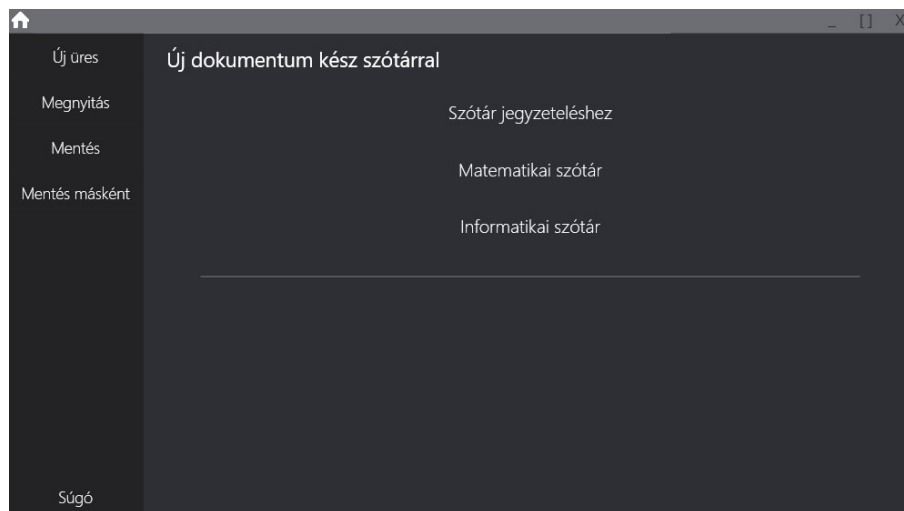 _ [] X
Új üres
Megnyitás
Mentés
Mentés másként
Súgó
Új dokumentum kész szótárral
Szótár jegyzeteléshez
Matematikai szótár
Informatikai szótár